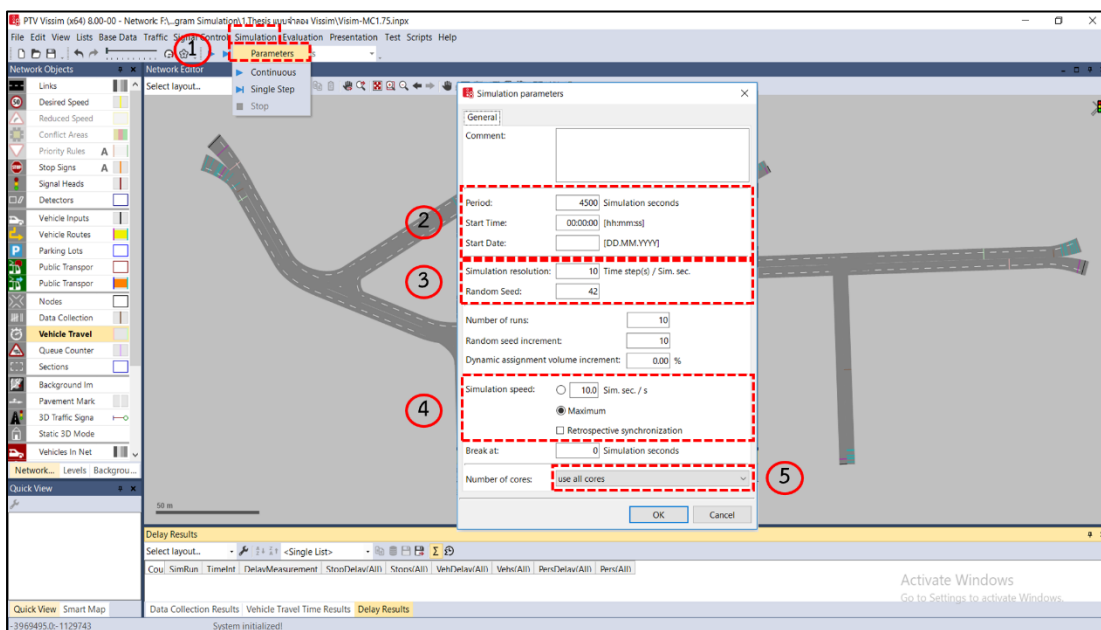 PTV Vissim (x64) 8.00-00 - Network: F:\...gram Simulation\1.Thesis แบบจำลอง Vissim\Visim-MC1.75.inpx
File Edit View Lists Base Data Traffic Signal Control Simulation Evaluation Presentation Test Scripts Help
1
Parameters
Continuous
Single Step
Stop
Network Objects
Network Editor
Select layout...
Links
Desired Speed
Reduced Speed
Conflict Areas
Priority Rules A
Stop Signs A
Signal Heads
Detectors
Vehicle Inputs
Vehicle Routes
Parking Lots
Public Transpor
Public Transpor
Nodes
Data Collection
Vehicle Travel
Queue Counter
Sections
Background Im
Pavement Mark
3D Traffic Signa
Static 3D Mode
Vehicles In Net
Network... Levels Backgrou...
Quick View
50 m
Simulation parameters
General
Comment:
2
Period: 4500 Simulation seconds
Start Time: 00:00:00 [hh:mm:ss]
Start Date: [DD.MM.YYYY]
3
Simulation resolution: 10 Time step(s) / Sim. sec.
Random Seed: 42
Number of runs: 10
Random seed increment: 10
Dynamic assignment volume increment: 0.00 %
4
Simulation speed: 10.0 Sim. sec. / s
Maximum
Retrospective synchronization
Break at: 0 Simulation seconds
Number of cores: use all cores
5
OK Cancel
Delay Results
Select layout... <Single List>
Cou SimRun TimeInt DelayMeasurement StopDelay(All) Stops(All) VehDelay(All) Vehs(All) PersDelay(All) Pers(All)
Activate Windows
Go to Settings to activate Windows.
Quick View Smart Map
Data Collection Results Vehicle Travel Time Results Delay Results
-3969495.0:-1129743
System initialized!